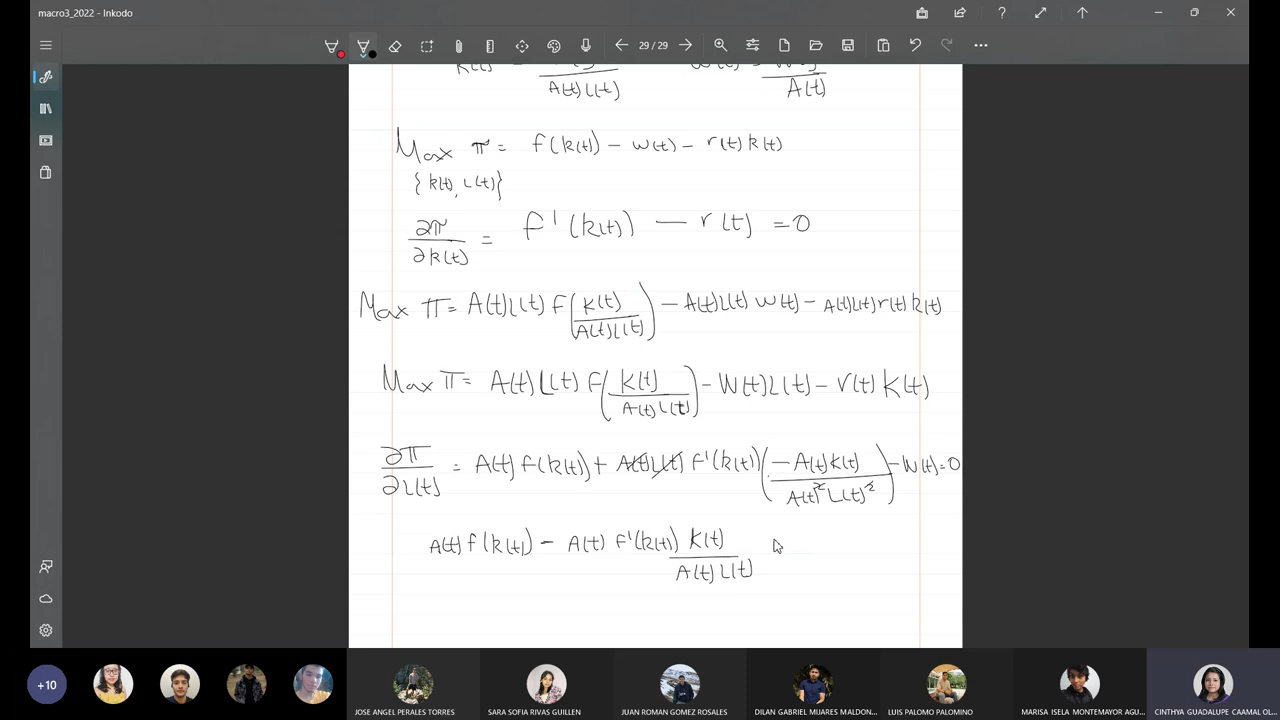 macro3_2022 - Inkodo
29 / 29
A(t)L(t)
A(t)
Max π = f(k(t)) - w(t) - r(t) k(t)
{k(t), L(t)}
∂π/∂k(t) = f'(k(t)) - r(t) = 0
Max π = A(t)L(t) f(K(t)/A(t)L(t)) - A(t)L(t) w(t) - A(t)L(t) r(t) k(t)
Max π = A(t) L(t) f(K(t)/A(t)L(t)) - W(t)L(t) - r(t) K(t)
∂π/∂L(t) = A(t) f(k(t)) + A(t)L(t) f'(k(t)) (-A(t)K(t)/A(t)² L(t)²) - W(t) = 0
A(t) f(k(t)) - A(t) f'(k(t)) K(t)/A(t) L(t)
+10
JOSE ANGEL PERALES TORRES
SARA SOFIA RIVAS GUILLEN
JUAN ROMAN GOMEZ ROSALES
DILAN GABRIEL MIJARES MALDON...
LUIS PALOMO PALOMINO
MARISA ISELA MONTEMAYOR AGU...
CINTHYA GUADALUPE CAAMAL OL...